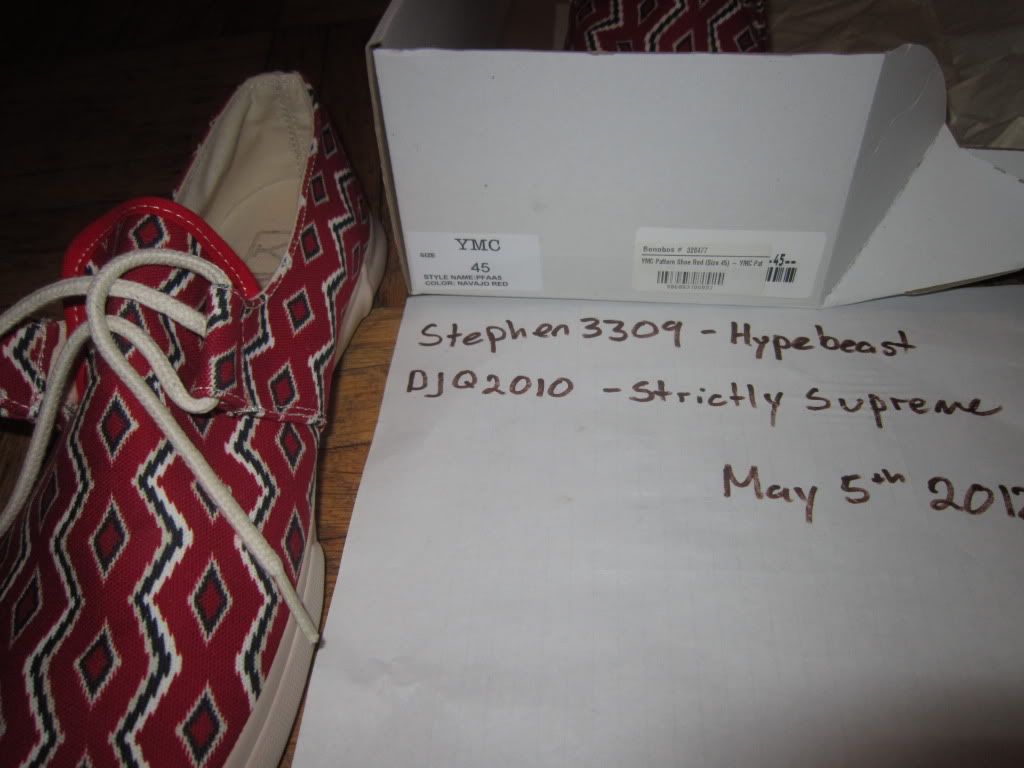 YMC
SIZE
45
STYLE NAME:PFAA5
COLOR: NAVAJO RED
Bonobos # 328477
YMC Pattern Shoe Red (Size 45) - YMC Pat
-45--
Stephen3309 - Hypebeast
DJQ2010 - Strictly Supreme
May 5th 2012